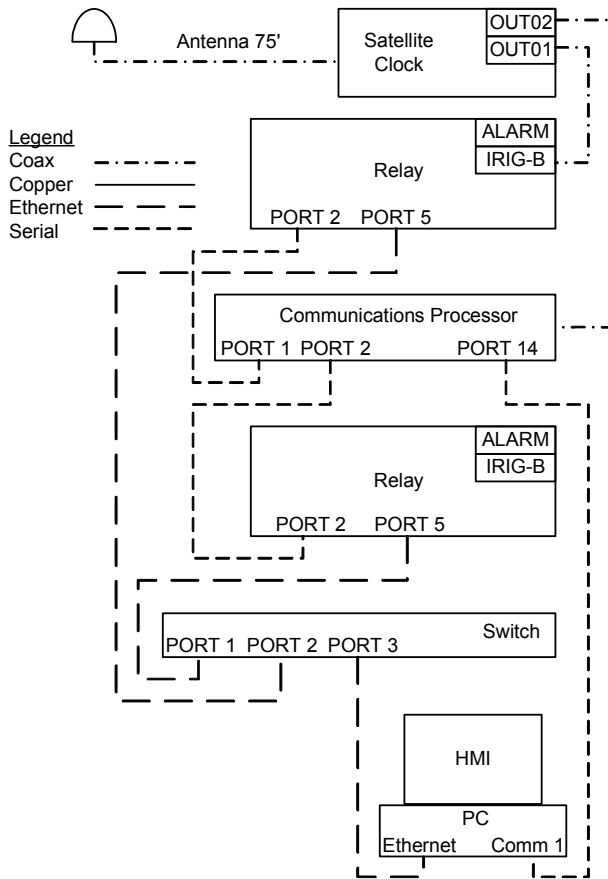 OUT02
Antenna 75'
Satellite
Clock
OUT01
Legend
Coax
Copper
Ethernet
Serial
ALARM
IRIG-B
Relay
PORT 2 PORT 5
Communications Processor
PORT 1 PORT 2 PORT 14
ALARM
IRIG-B
Relay
PORT 2 PORT 5
Switch
PORT 1 PORT 2 PORT 3
HMI
PC
Ethernet Comm 1